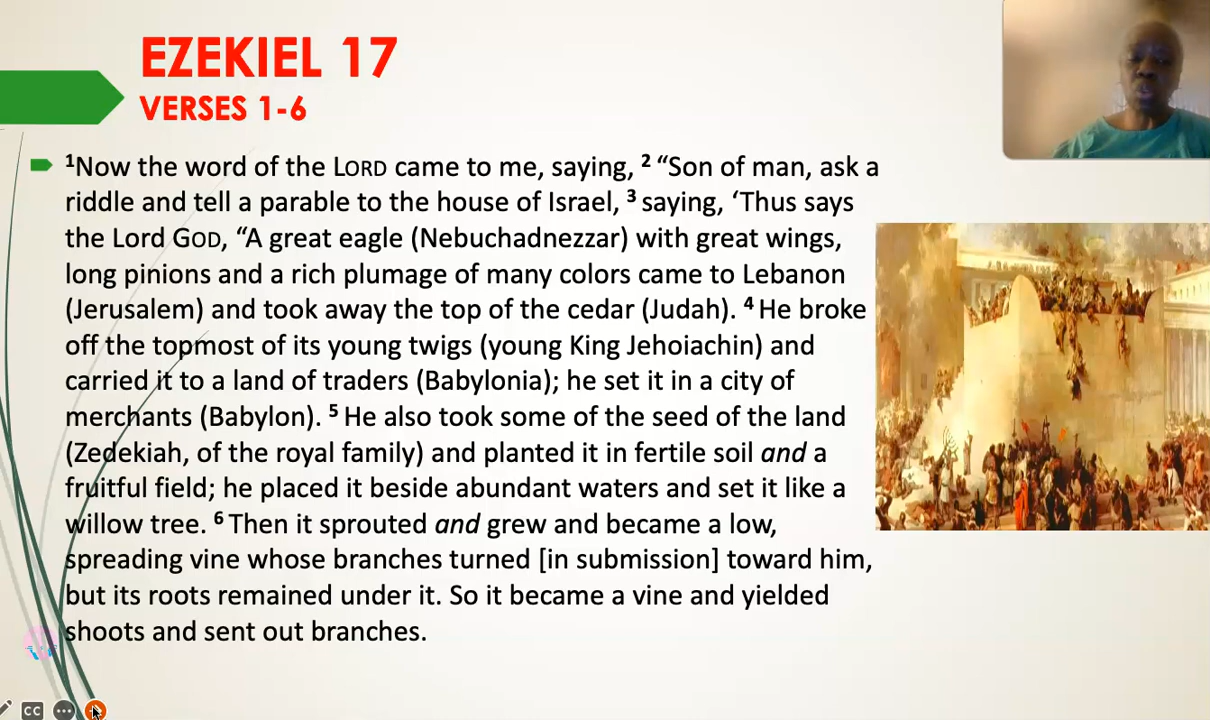 EZEKIEL 17
VERSES 1-6
¹Now the word of the LORD came to me, saying, ² “Son of man, ask a
riddle and tell a parable to the house of Israel, ³ saying, ‘Thus says
the Lord GOD, “A great eagle (Nebuchadnezzar) with great wings,
long pinions and a rich plumage of many colors came to Lebanon
(Jerusalem) and took away the top of the cedar (Judah). ⁴ He broke
off the topmost of its young twigs (young King Jehoiachin) and
carried it to a land of traders (Babylonia); he set it in a city of
merchants (Babylon). ⁵ He also took some of the seed of the land
(Zedekiah, of the royal family) and planted it in fertile soil and a
fruitful field; he placed it beside abundant waters and set it like a
willow tree. ⁶ Then it sprouted and grew and became a low,
spreading vine whose branches turned [in submission] toward him,
but its roots remained under it. So it became a vine and yielded
shoots and sent out branches.
CC